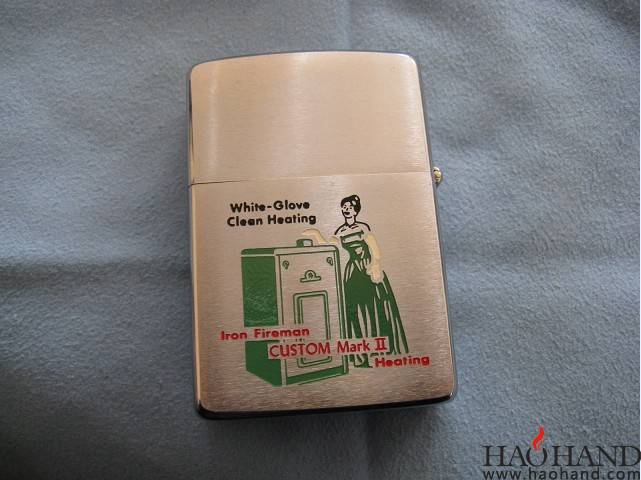 White-Glove
Clean Heating
Iron Fireman
CUSTOM Mark II
Heating
HAOHAND
www.haohand.com